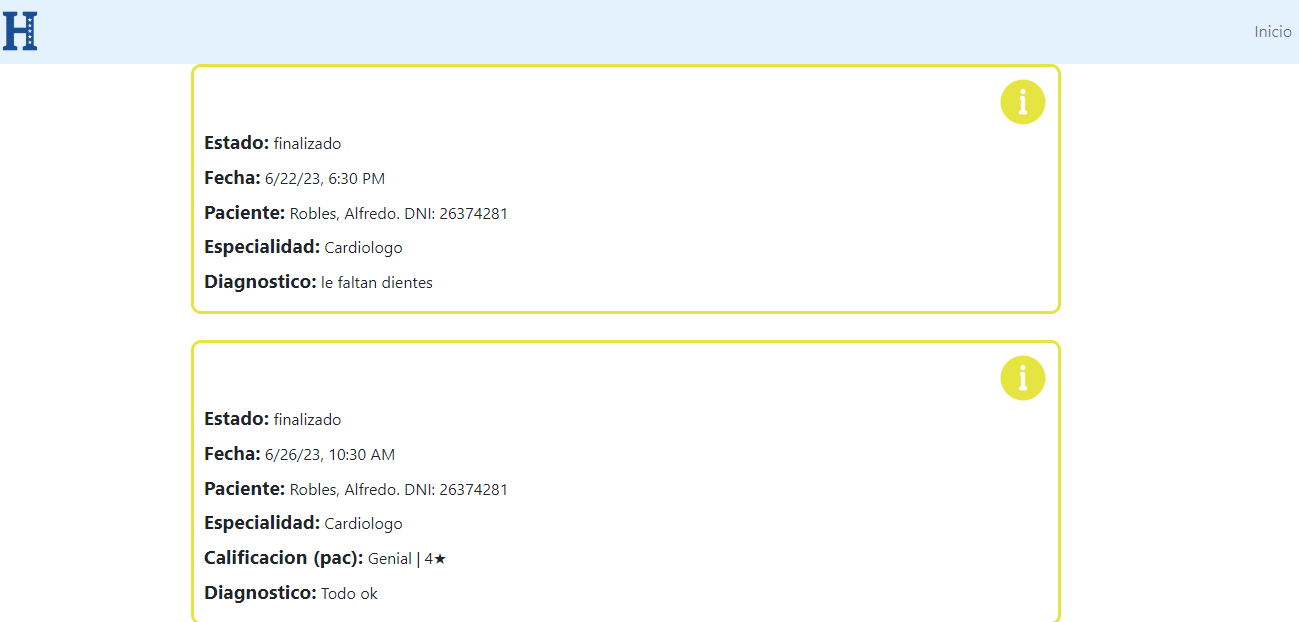 H
Inicio
i
Estado: finalizado
Fecha: 6/22/23, 6:30 PM
Paciente: Robles, Alfredo. DNI: 26374281
Especialidad: Cardiologo
Diagnostico: le faltan dientes
i
Estado: finalizado
Fecha: 6/26/23, 10:30 AM
Paciente: Robles, Alfredo. DNI: 26374281
Especialidad: Cardiologo
Calificacion (pac): Genial | 4★
Diagnostico: Todo ok